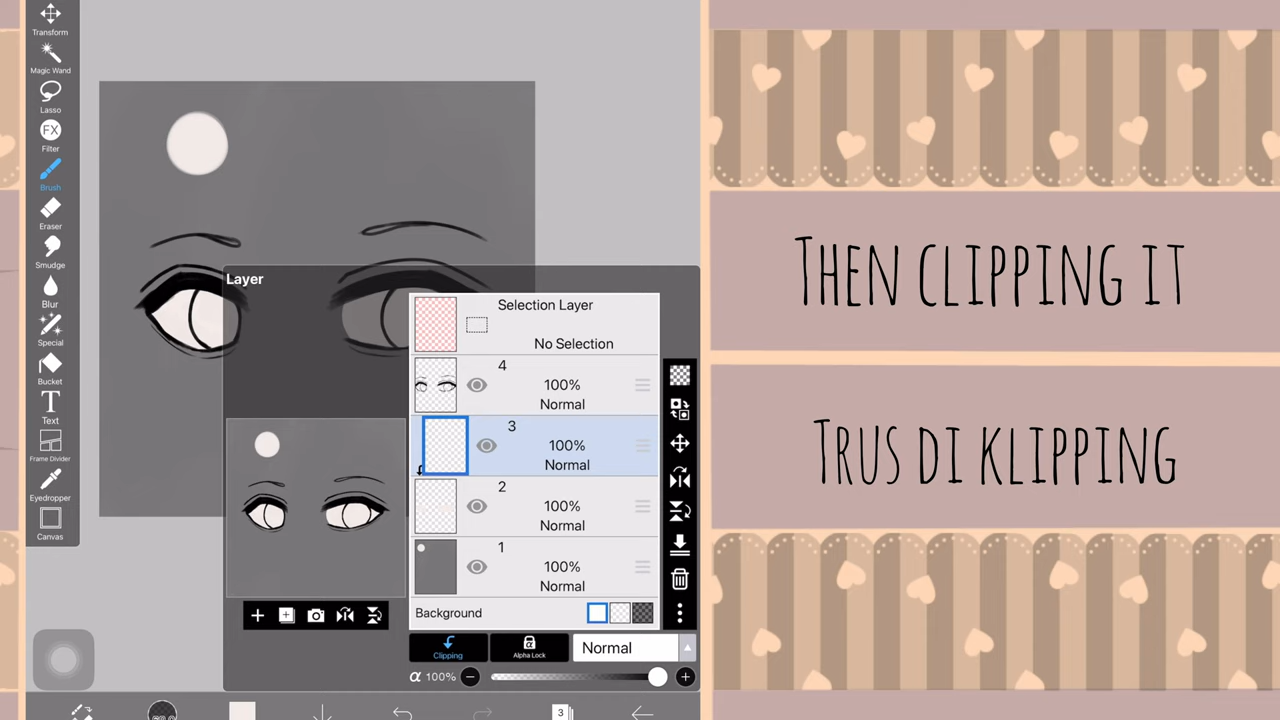 Transform
Magic Wand
Lasso
FX
Filter
Brush
Eraser
Smudge
Blur
Special
Bucket
T
Text
Frame Divider
Eyedropper
Canvas
Layer
Selection Layer
No Selection
4
100%
Normal
3
100%
Normal
2
100%
Normal
1
100%
Normal
Background
Clipping
Alpha Lock
Normal
α 100%
3
Then clipping it
Trus di klipping